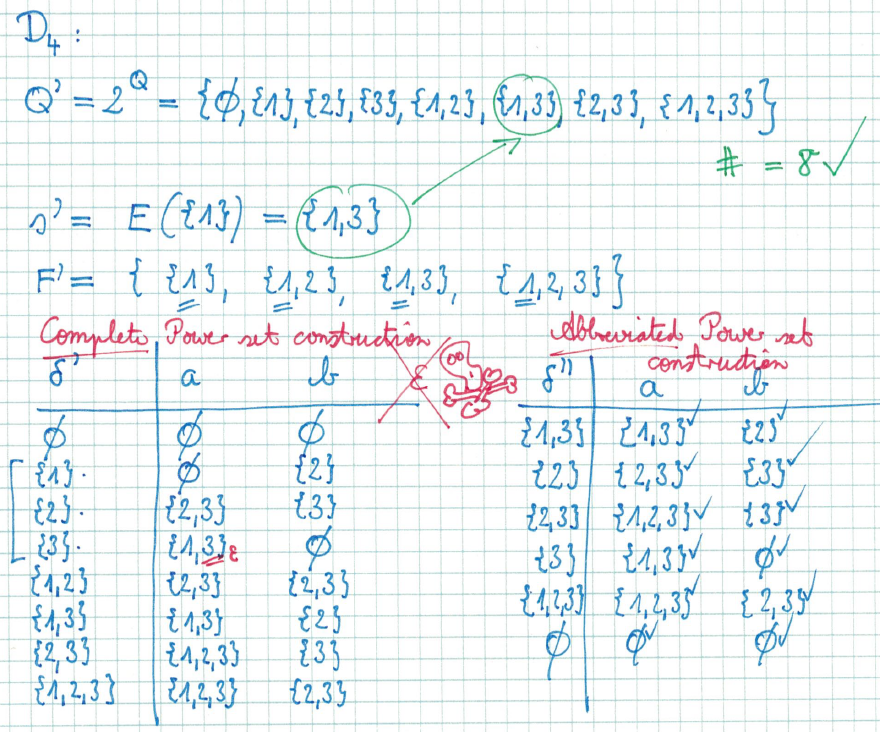 D₄ :
Q' = 2^Q = {∅, {1}, {2}, {3}, {1,2}, {1,3}, {2,3}, {1,2,3}}
# = 8 ✓
s' = E({1}) = {1,3}
F' = { {1}, {1,2}, {1,3}, {1,2,3}}
Complete Power set construction
δ' a b ε
∅ ∅ ∅
{1}. ∅ {2}
{2}. {2,3} {3}
{3}. {1,3}ε ∅
{1,2} {2,3} {2,3}
{1,3} {1,3} {2}
{2,3} {1,2,3} {3}
{1,2,3} {1,2,3} {2,3}
Abbreviated Power set
construction
δ'' a b
{1,3} {1,3}✓ {2}✓
{2} {2,3}✓ {3}✓
{2,3} {1,2,3}✓ {3}✓
{3} {1,3}✓ ∅✓
{1,2,3} {1,2,3}✓ {2,3}✓
∅ ∅✓ ∅✓